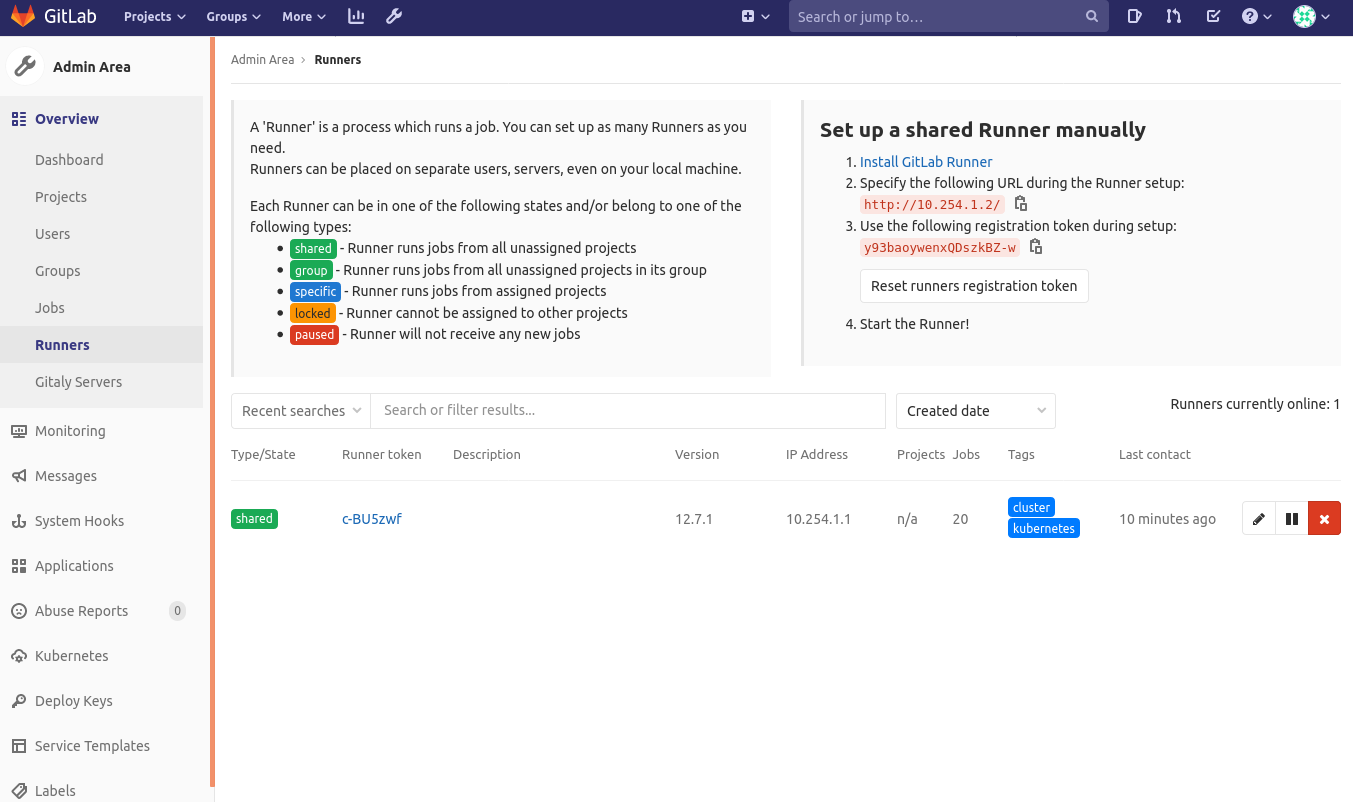 GitLab Projects Groups More Search or jump to…
Admin Area
Overview
Dashboard
Projects
Users
Groups
Jobs
Runners
Gitaly Servers
Monitoring
Messages
System Hooks
Applications
Abuse Reports 0
Kubernetes
Deploy Keys
Service Templates
Labels
Admin Area › Runners
A 'Runner' is a process which runs a job. You can set up as many Runners as you
need.
Runners can be placed on separate users, servers, even on your local machine.
Each Runner can be in one of the following states and/or belong to one of the
following types:
• shared - Runner runs jobs from all unassigned projects
• group - Runner runs jobs from all unassigned projects in its group
• specific - Runner runs jobs from assigned projects
• locked - Runner cannot be assigned to other projects
• paused - Runner will not receive any new jobs
Set up a shared Runner manually
1. Install GitLab Runner
2. Specify the following URL during the Runner setup:
http://10.254.1.2/
3. Use the following registration token during setup:
y93baoywenxQDszkBZ-w
Reset runners registration token
4. Start the Runner!
Recent searches Search or filter results... Created date Runners currently online: 1
Type/State Runner token Description Version IP Address Projects Jobs Tags Last contact
shared c-BU5zwf 12.7.1 10.254.1.1 n/a 20 cluster kubernetes 10 minutes ago